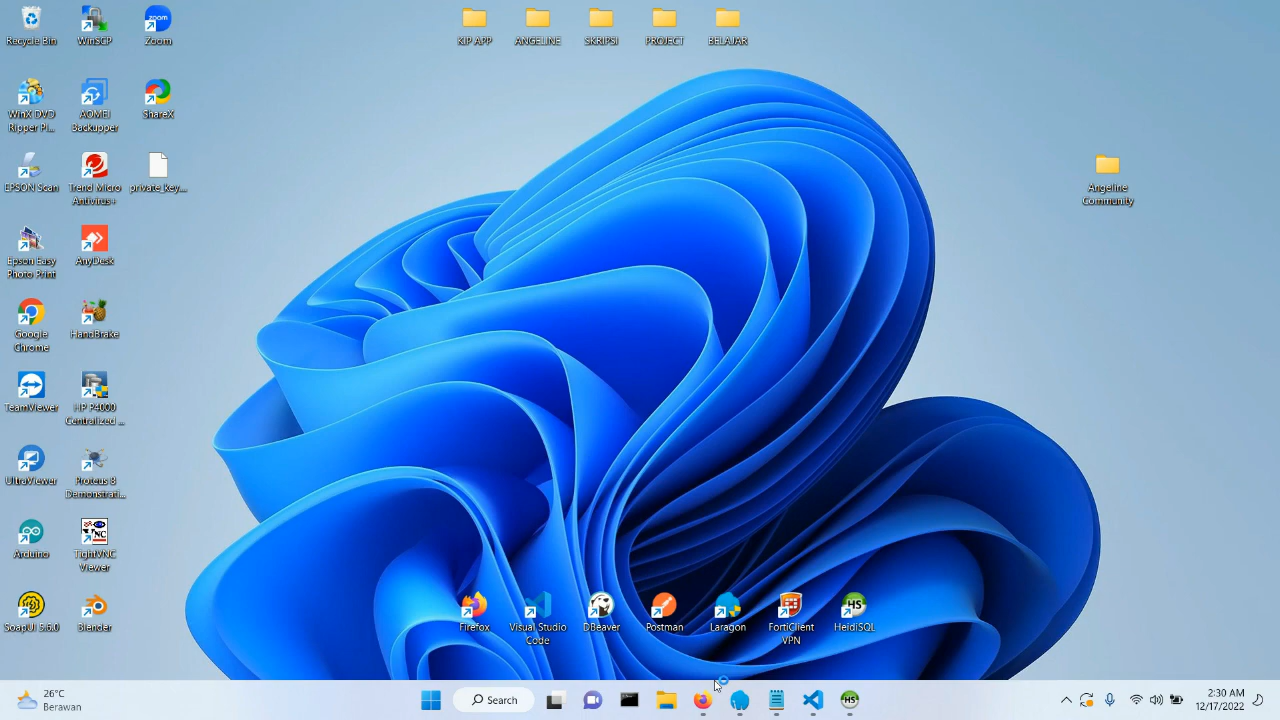 Recycle Bin
WinSCP
Zoom
KIP APP
ANGELINE
SKRIPSI
PROJECT
BELAJAR
WinX DVD
Ripper Pl...
AOMEI
Backupper
ShareX
EPSON Scan
Trend Micro
Antivirus+
private_key...
Angeline
Community
Epson Easy
Photo Print
AnyDesk
Google
Chrome
HandBrake
TeamViewer
HP P4000
Centralized ...
UltraViewer
Proteus 8
Demonstrati...
Arduino
TightVNC
Viewer
SoapUI 5.6.0
Blender
Firefox
Visual Studio
Code
DBeaver
Postman
Laragon
FortiClient
VPN
HeidiSQL
26°C
Berawan
Search
2:30 AM
12/17/2022